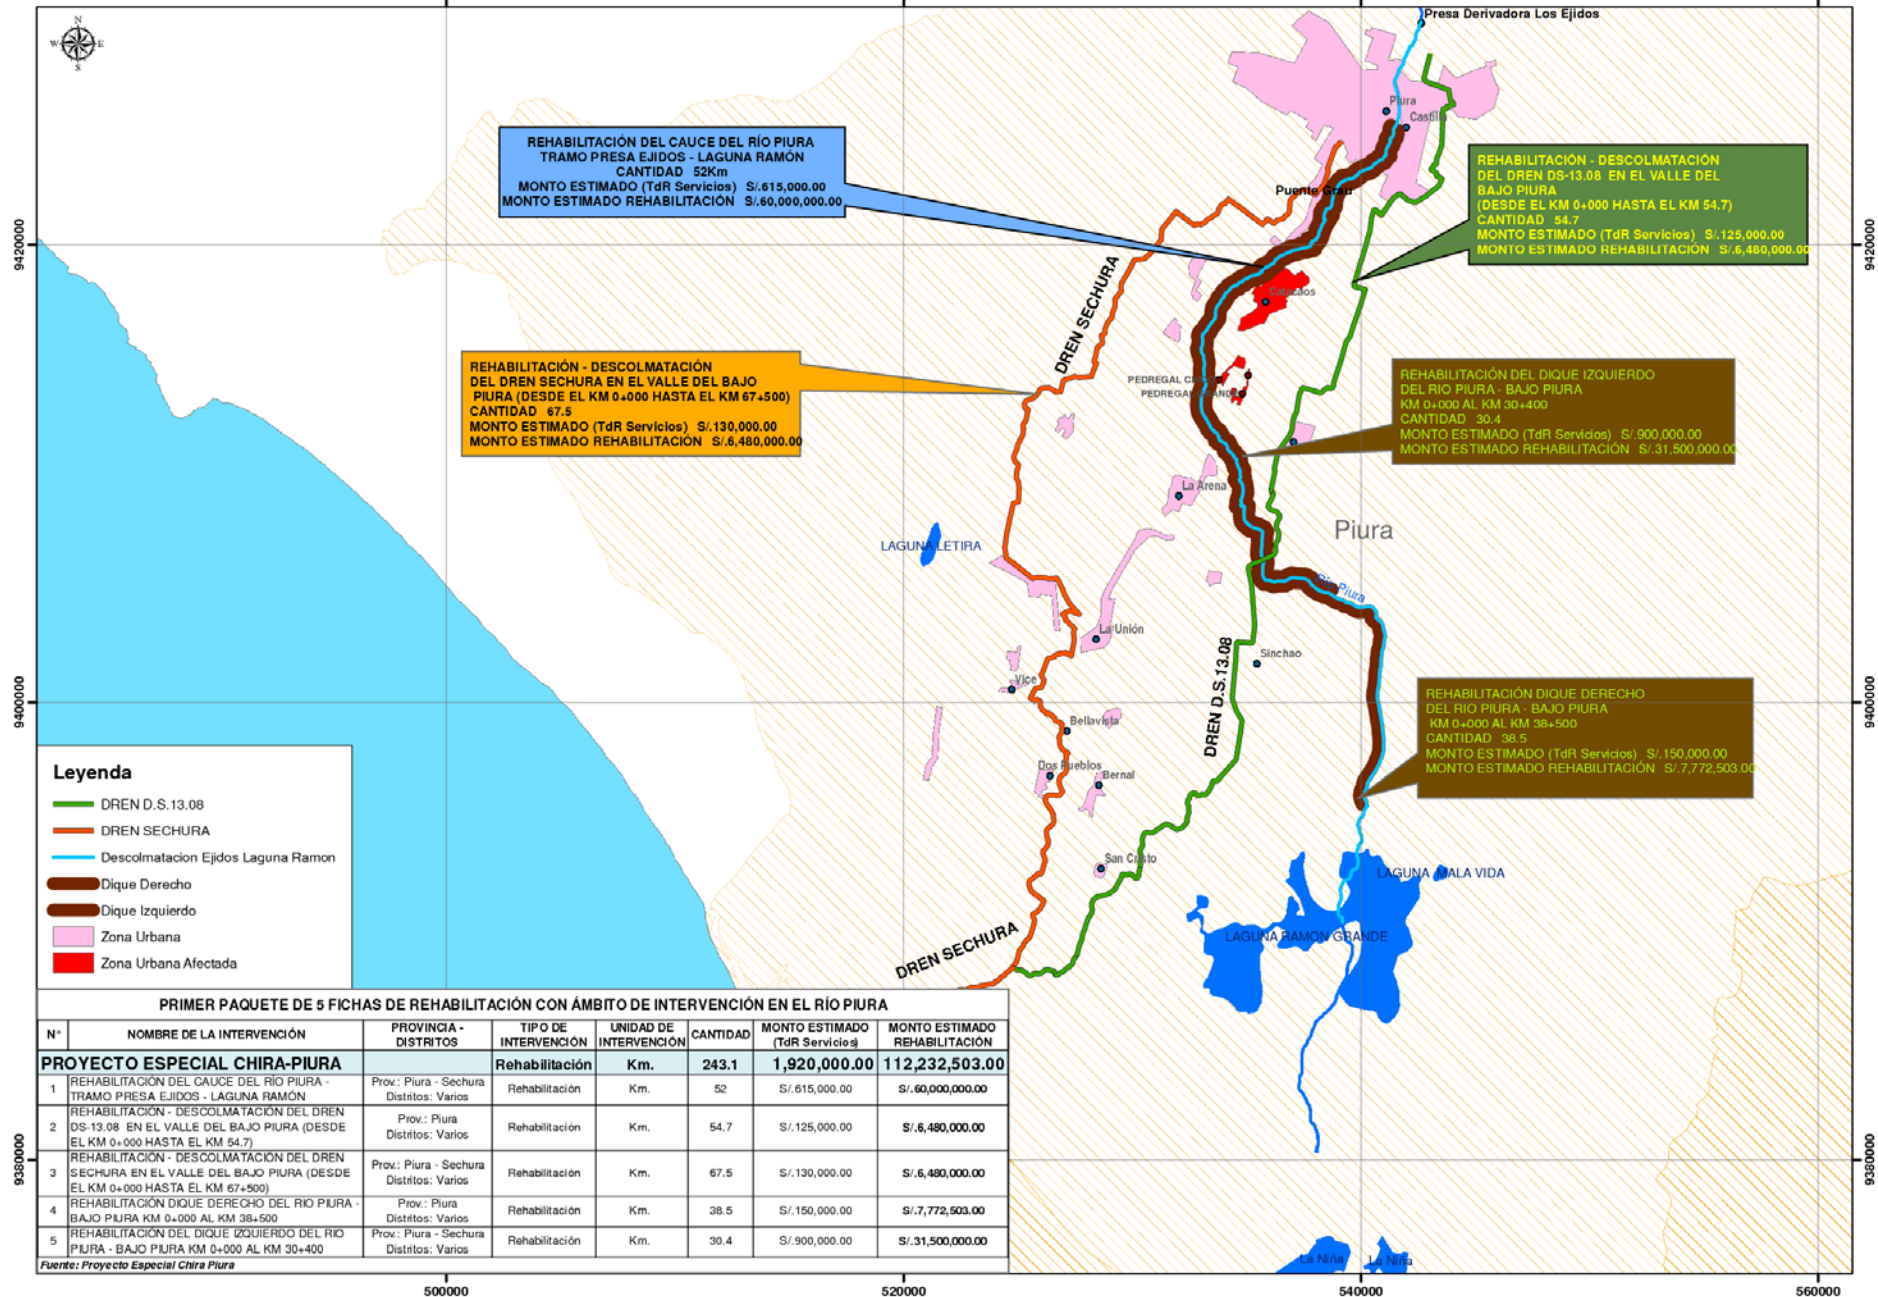 N
W E
S
Presa Derivadora Los Ejidos
Piura
Castilla
REHABILITACIÓN DEL CAUCE DEL RÍO PIURA
TRAMO PRESA EJIDOS - LAGUNA RAMÓN
CANTIDAD 52Km
MONTO ESTIMADO (TdR Servicios) S/.615,000.00
MONTO ESTIMADO REHABILITACIÓN S/.60,000,000.00
REHABILITACIÓN - DESCOLMATACIÓN
DEL DREN DS-13.08 EN EL VALLE DEL
BAJO PIURA
(DESDE EL KM 0+000 HASTA EL KM 54.7)
CANTIDAD 54.7
MONTO ESTIMADO (TdR Servicios) S/.125,000.00
MONTO ESTIMADO REHABILITACIÓN S/.6,480,000.00
Puente Grau
9420000
9420000
DREN SECHURA
Catacaos
REHABILITACIÓN - DESCOLMATACIÓN
DEL DREN SECHURA EN EL VALLE DEL BAJO
PIURA (DESDE EL KM 0+000 HASTA EL KM 67+500)
CANTIDAD 67.5
MONTO ESTIMADO (TdR Servicios) S/.130,000.00
MONTO ESTIMADO REHABILITACIÓN S/.6,480,000.00
PEDREGAL
PEDREGAL
REHABILITACIÓN DEL DIQUE IZQUIERDO
DEL RIO PIURA - BAJO PIURA
KM 0+000 AL KM 30+400
CANTIDAD 30.4
MONTO ESTIMADO (TdR Servicios) S/.900,000.00
MONTO ESTIMADO REHABILITACIÓN S/.31,500,000.00
La Arena
Piura
LAGUNA LETIRA
Río Piura
La Unión
Sinchao
DREN D.S.13.08
Vice
9400000
9400000
Bellavista
REHABILITACIÓN DIQUE DERECHO
DEL RIO PIURA - BAJO PIURA
KM 0+000 AL KM 38+500
CANTIDAD 38.5
MONTO ESTIMADO (TdR Servicios) S/.150,000.00
MONTO ESTIMADO REHABILITACIÓN S/.7,772,503.00
Dos Pueblos
Bernal
San Cristo
LAGUNA MALA VIDA
LAGUNA RAMON GRANDE
DREN SECHURA
Leyenda
DREN D.S.13.08
DREN SECHURA
Descolmatacion Ejidos Laguna Ramon
Dique Derecho
Dique Izquierdo
Zona Urbana
Zona Urbana Afectada
PRIMER PAQUETE DE 5 FICHAS DE REHABILITACIÓN CON ÁMBITO DE INTERVENCIÓN EN EL RÍO PIURA
N° NOMBRE DE LA INTERVENCIÓN PROVINCIA - DISTRITOS TIPO DE INTERVENCIÓN UNIDAD DE INTERVENCIÓN CANTIDAD MONTO ESTIMADO (TdR Servicios) MONTO ESTIMADO REHABILITACIÓN
PROYECTO ESPECIAL CHIRA-PIURA Rehabilitación Km. 243.1 1,920,000.00 112,232,503.00
1 REHABILITACIÓN DEL CAUCE DEL RÍO PIURA - TRAMO PRESA EJIDOS - LAGUNA RAMÓN Prov.: Piura - Sechura Distritos: Varios Rehabilitación Km. 52 S/.615,000.00 S/.60,000,000.00
2 REHABILITACIÓN - DESCOLMATACIÓN DEL DREN DS-13.08 EN EL VALLE DEL BAJO PIURA (DESDE EL KM 0+000 HASTA EL KM 54.7) Prov.: Piura Distritos: Varios Rehabilitación Km. 54.7 S/.125,000.00 S/.6,480,000.00
3 REHABILITACIÓN - DESCOLMATACIÓN DEL DREN SECHURA EN EL VALLE DEL BAJO PIURA (DESDE EL KM 0+000 HASTA EL KM 67+500) Prov.: Piura - Sechura Distritos: Varios Rehabilitación Km. 67.5 S/.130,000.00 S/.6,480,000.00
4 REHABILITACIÓN DIQUE DERECHO DEL RIO PIURA - BAJO PIURA KM 0+000 AL KM 38+500 Prov.: Piura Distritos: Varios Rehabilitación Km. 38.5 S/.150,000.00 S/.7,772,503.00
5 REHABILITACIÓN DEL DIQUE IZQUIERDO DEL RIO PIURA - BAJO PIURA KM 0+000 AL KM 30+400 Prov.: Piura - Sechura Distritos: Varios Rehabilitación Km. 30.4 S/.900,000.00 S/.31,500,000.00
Fuente: Proyecto Especial Chira Piura
9380000
9380000
La Niña
La Niña
500000
520000
540000
560000